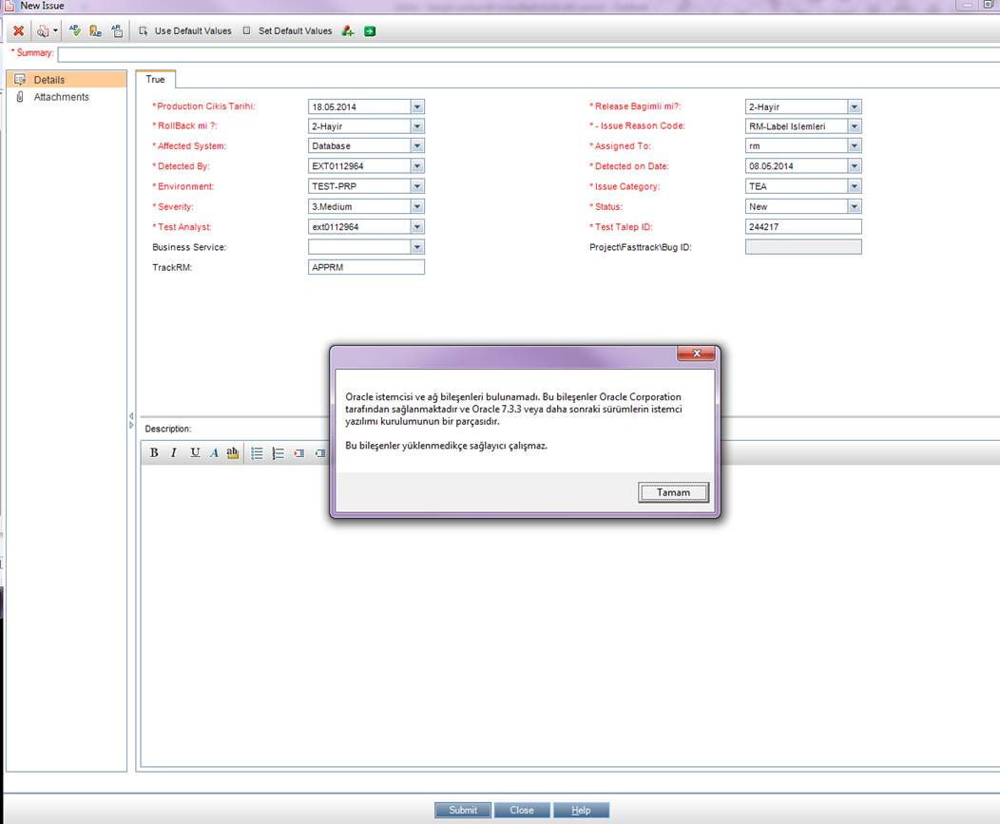 New Issue
Use Default Values Set Default Values
* Summary:
Details
Attachments
True
*Production Cikis Tarihi: 18.05.2014 *Release Bagimli mi?: 2-Hayir
*RollBack mi ?: 2-Hayir *- Issue Reason Code: RM-Label Islemleri
*Affected System: Database *Assigned To: rm
*Detected By: EXT0112964 *Detected on Date: 08.05.2014
*Environment: TEST-PRP *Issue Category: TEA
*Severity: 3.Medium *Status: New
*Test Analyst: ext0112964 *Test Talep ID: 244217
Business Service: Project\Fasttrack\Bug ID:
TrackRM: APPRM
Oracle istemcisi ve ağ bileşenleri bulunamadı. Bu bileşenler Oracle Corporation
tarafından sağlanmaktadır ve Oracle 7.3.3 veya daha sonraki sürümlerin istemci
yazılımı kurulumunun bir parçasıdır.
Bu bileşenler yüklenmedikçe sağlayıcı çalışmaz.
Tamam
Description:
B I U A ab
Submit Close Help